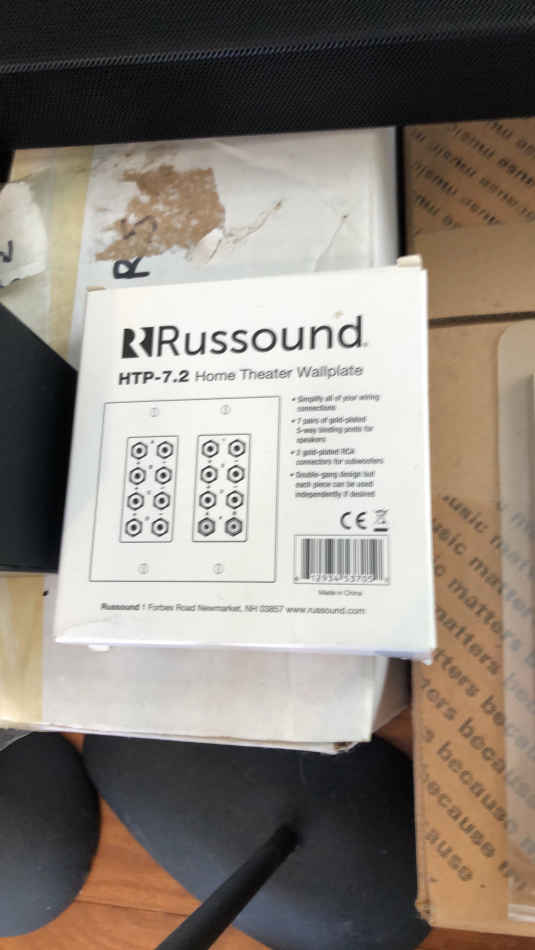 R
Russound
HTP-7.2 Home Theater Wallplate
• Simplify all of your wiring
connections
• 7 pairs of gold-plated
5-way binding posts for
speakers
• 2 gold-plated RCA
connectors for subwoofers
• Double-gang design but
each piece can be used
independently if desired
CE
Made in China
Russound 1 Forbes Road Newmarket, NH 03857 www.russound.com
music matters because
music matters because
matters because